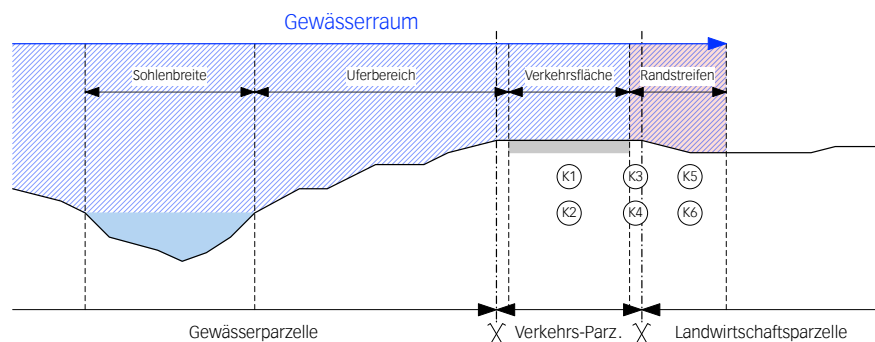 Gewässerraum
Sohlenbreite Uferbereich Verkehrsfläche Randstreifen
K1 K3 K5
K2 K4 K6
Gewässerparzelle Verkehrs-Parz. Landwirtschaftsparzelle